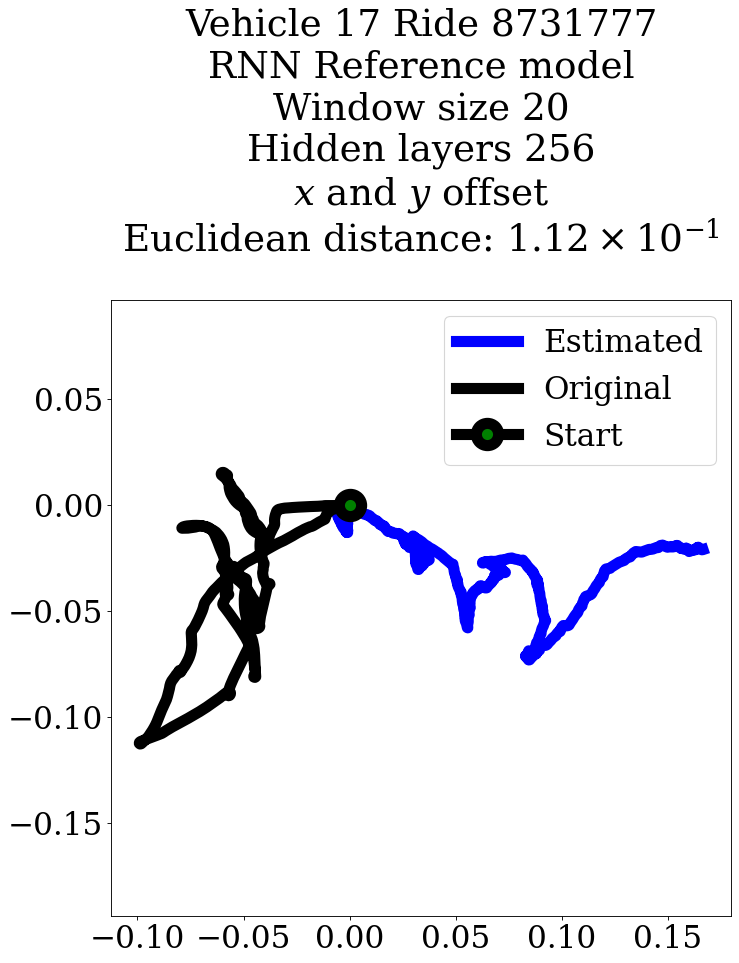 Vehicle 17 Ride 8731777
RNN Reference model
Window size 20
Hidden layers 256
x and y offset
Euclidean distance: 1.12 × 10⁻¹
Estimated
Original
Start
0.05
0.00
−0.05
−0.10
−0.15
−0.10 −0.05 0.00 0.05 0.10 0.15